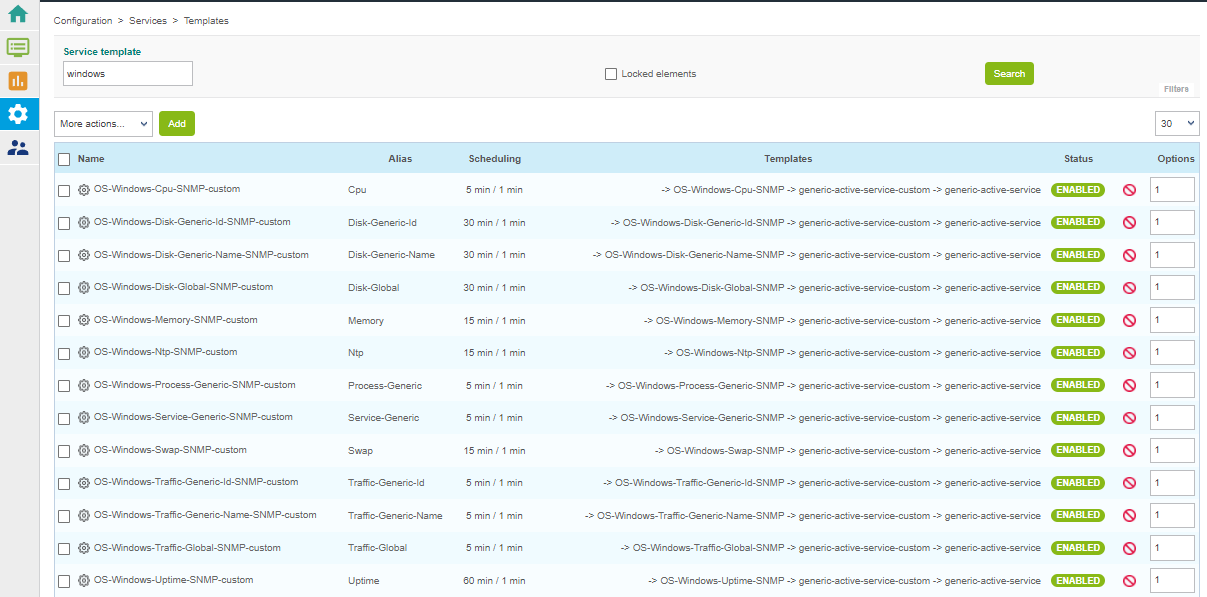 Configuration > Services > Templates
Service template
windows
Locked elements
Search
Filters
More actions...
Add
30
Name Alias Scheduling Templates Status Options
OS-Windows-Cpu-SNMP-custom Cpu 5 min / 1 min -> OS-Windows-Cpu-SNMP -> generic-active-service-custom -> generic-active-service ENABLED 1
OS-Windows-Disk-Generic-Id-SNMP-custom Disk-Generic-Id 30 min / 1 min -> OS-Windows-Disk-Generic-Id-SNMP -> generic-active-service-custom -> generic-active-service ENABLED 1
OS-Windows-Disk-Generic-Name-SNMP-custom Disk-Generic-Name 30 min / 1 min -> OS-Windows-Disk-Generic-Name-SNMP -> generic-active-service-custom -> generic-active-service ENABLED 1
OS-Windows-Disk-Global-SNMP-custom Disk-Global 30 min / 1 min -> OS-Windows-Disk-Global-SNMP -> generic-active-service-custom -> generic-active-service ENABLED 1
OS-Windows-Memory-SNMP-custom Memory 15 min / 1 min -> OS-Windows-Memory-SNMP -> generic-active-service-custom -> generic-active-service ENABLED 1
OS-Windows-Ntp-SNMP-custom Ntp 15 min / 1 min -> OS-Windows-Ntp-SNMP -> generic-active-service-custom -> generic-active-service ENABLED 1
OS-Windows-Process-Generic-SNMP-custom Process-Generic 5 min / 1 min -> OS-Windows-Process-Generic-SNMP -> generic-active-service-custom -> generic-active-service ENABLED 1
OS-Windows-Service-Generic-SNMP-custom Service-Generic 5 min / 1 min -> OS-Windows-Service-Generic-SNMP -> generic-active-service-custom -> generic-active-service ENABLED 1
OS-Windows-Swap-SNMP-custom Swap 15 min / 1 min -> OS-Windows-Swap-SNMP -> generic-active-service-custom -> generic-active-service ENABLED 1
OS-Windows-Traffic-Generic-Id-SNMP-custom Traffic-Generic-Id 5 min / 1 min -> OS-Windows-Traffic-Generic-Id-SNMP -> generic-active-service-custom -> generic-active-service ENABLED 1
OS-Windows-Traffic-Generic-Name-SNMP-custom Traffic-Generic-Name 5 min / 1 min -> OS-Windows-Traffic-Generic-Name-SNMP -> generic-active-service-custom -> generic-active-service ENABLED 1
OS-Windows-Traffic-Global-SNMP-custom Traffic-Global 5 min / 1 min -> OS-Windows-Traffic-Global-SNMP -> generic-active-service-custom -> generic-active-service ENABLED 1
OS-Windows-Uptime-SNMP-custom Uptime 60 min / 1 min -> OS-Windows-Uptime-SNMP -> generic-active-service-custom -> generic-active-service ENABLED 1